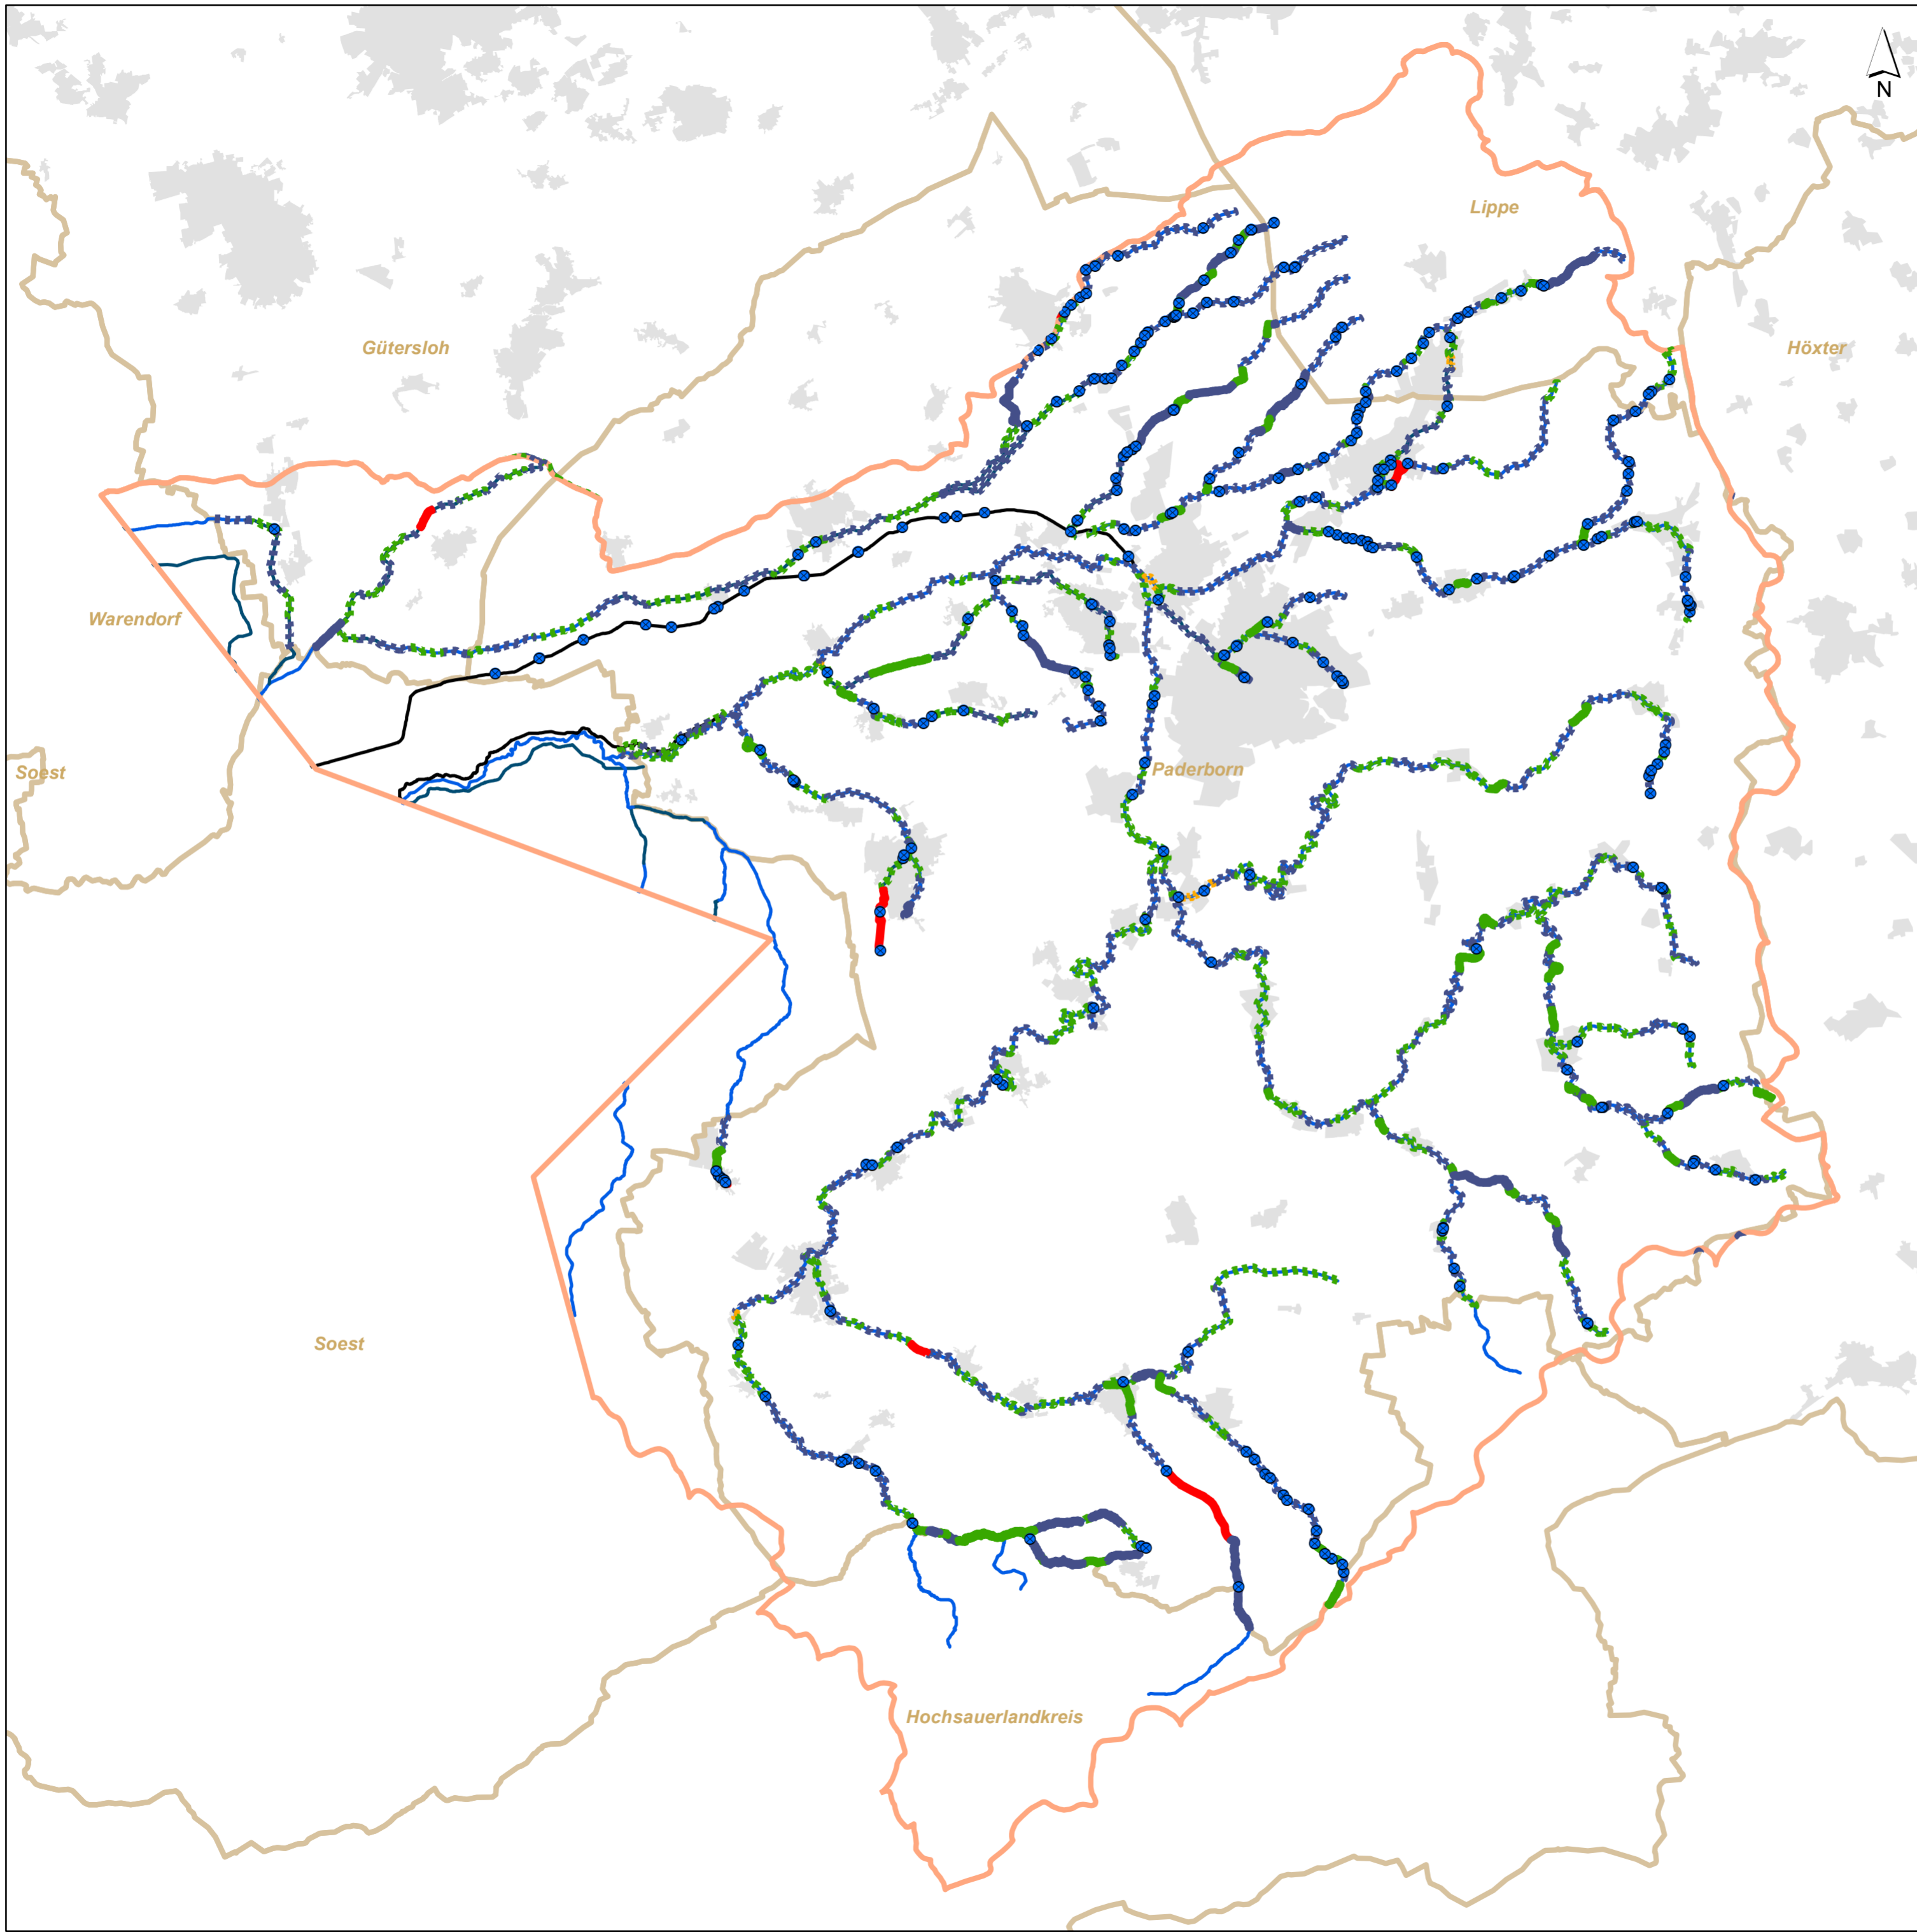 N
Lippe
Gütersloh
Höxter
Warendorf
Soest
Paderborn
Soest
Hochsauerlandkreis